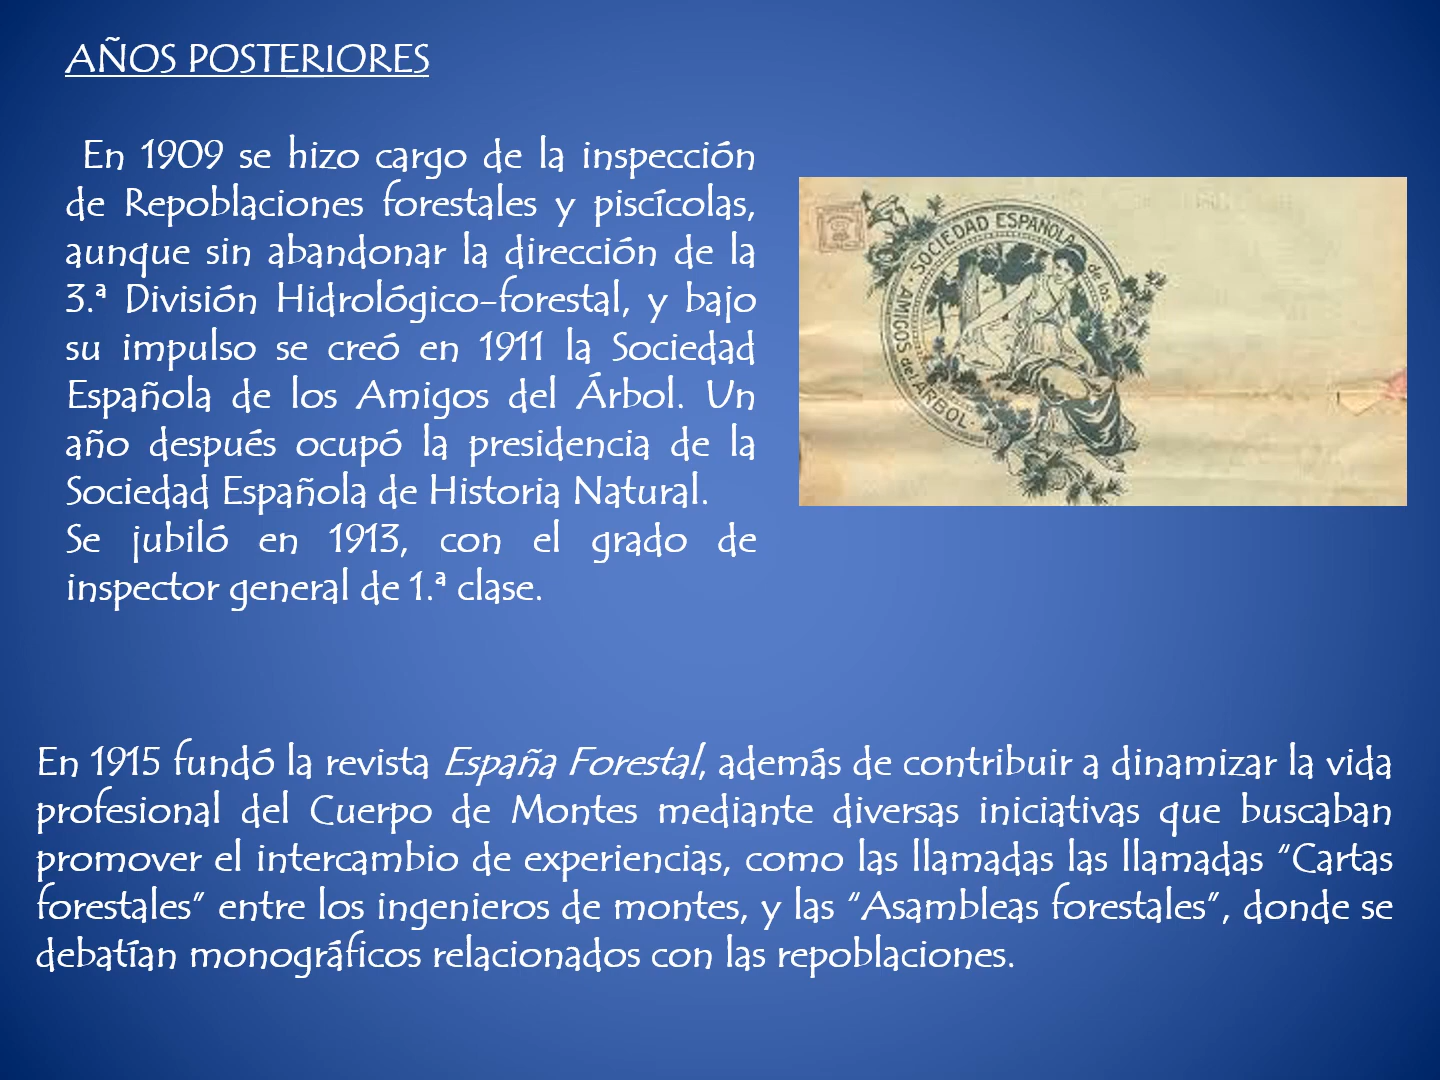 AÑOS POSTERIORES
En 1909 se hizo cargo de la inspección
de Repoblaciones forestales y piscícolas,
aunque sin abandonar la dirección de la
3.ª División Hidrológico-forestal, y bajo
su impulso se creó en 1911 la Sociedad
Española de los Amigos del Árbol. Un
año después ocupó la presidencia de la
Sociedad Española de Historia Natural.
Se jubiló en 1913, con el grado de
inspector general de 1.ª clase.
SOCIEDAD ESPAÑOLA de los AMIGOS del ÁRBOL.
En 1915 fundó la revista España Forestal, además de contribuir a dinamizar la vida
profesional del Cuerpo de Montes mediante diversas iniciativas que buscaban
promover el intercambio de experiencias, como las llamadas las llamadas “Cartas
forestales” entre los ingenieros de montes, y las “Asambleas forestales”, donde se
debatían monográficos relacionados con las repoblaciones.